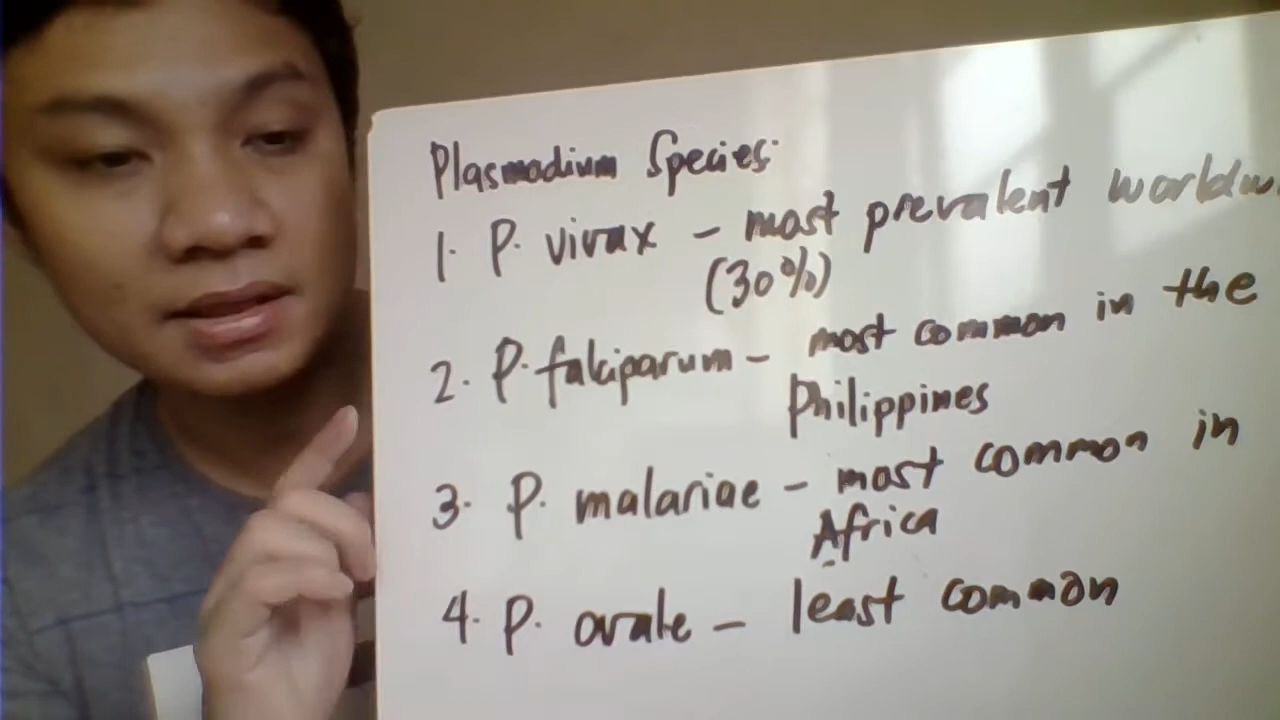 Plasmodium Species:
1. P. vivax – most prevalent worldw
(30%)
2. P. falciparum – most common in the
Philippines
3. P. malariae – most common in
Africa
4. P. ovale – least common